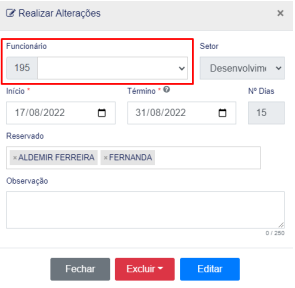 Realizar Alterações ×
Funcionário Setor
195 Desenvolvim
Início * Término * Nº Dias
17/08/2022 31/08/2022 15
Reservado
× ALDEMIR FERREIRA × FERNANDA
Observação
0 / 250
Fechar Excluir Editar